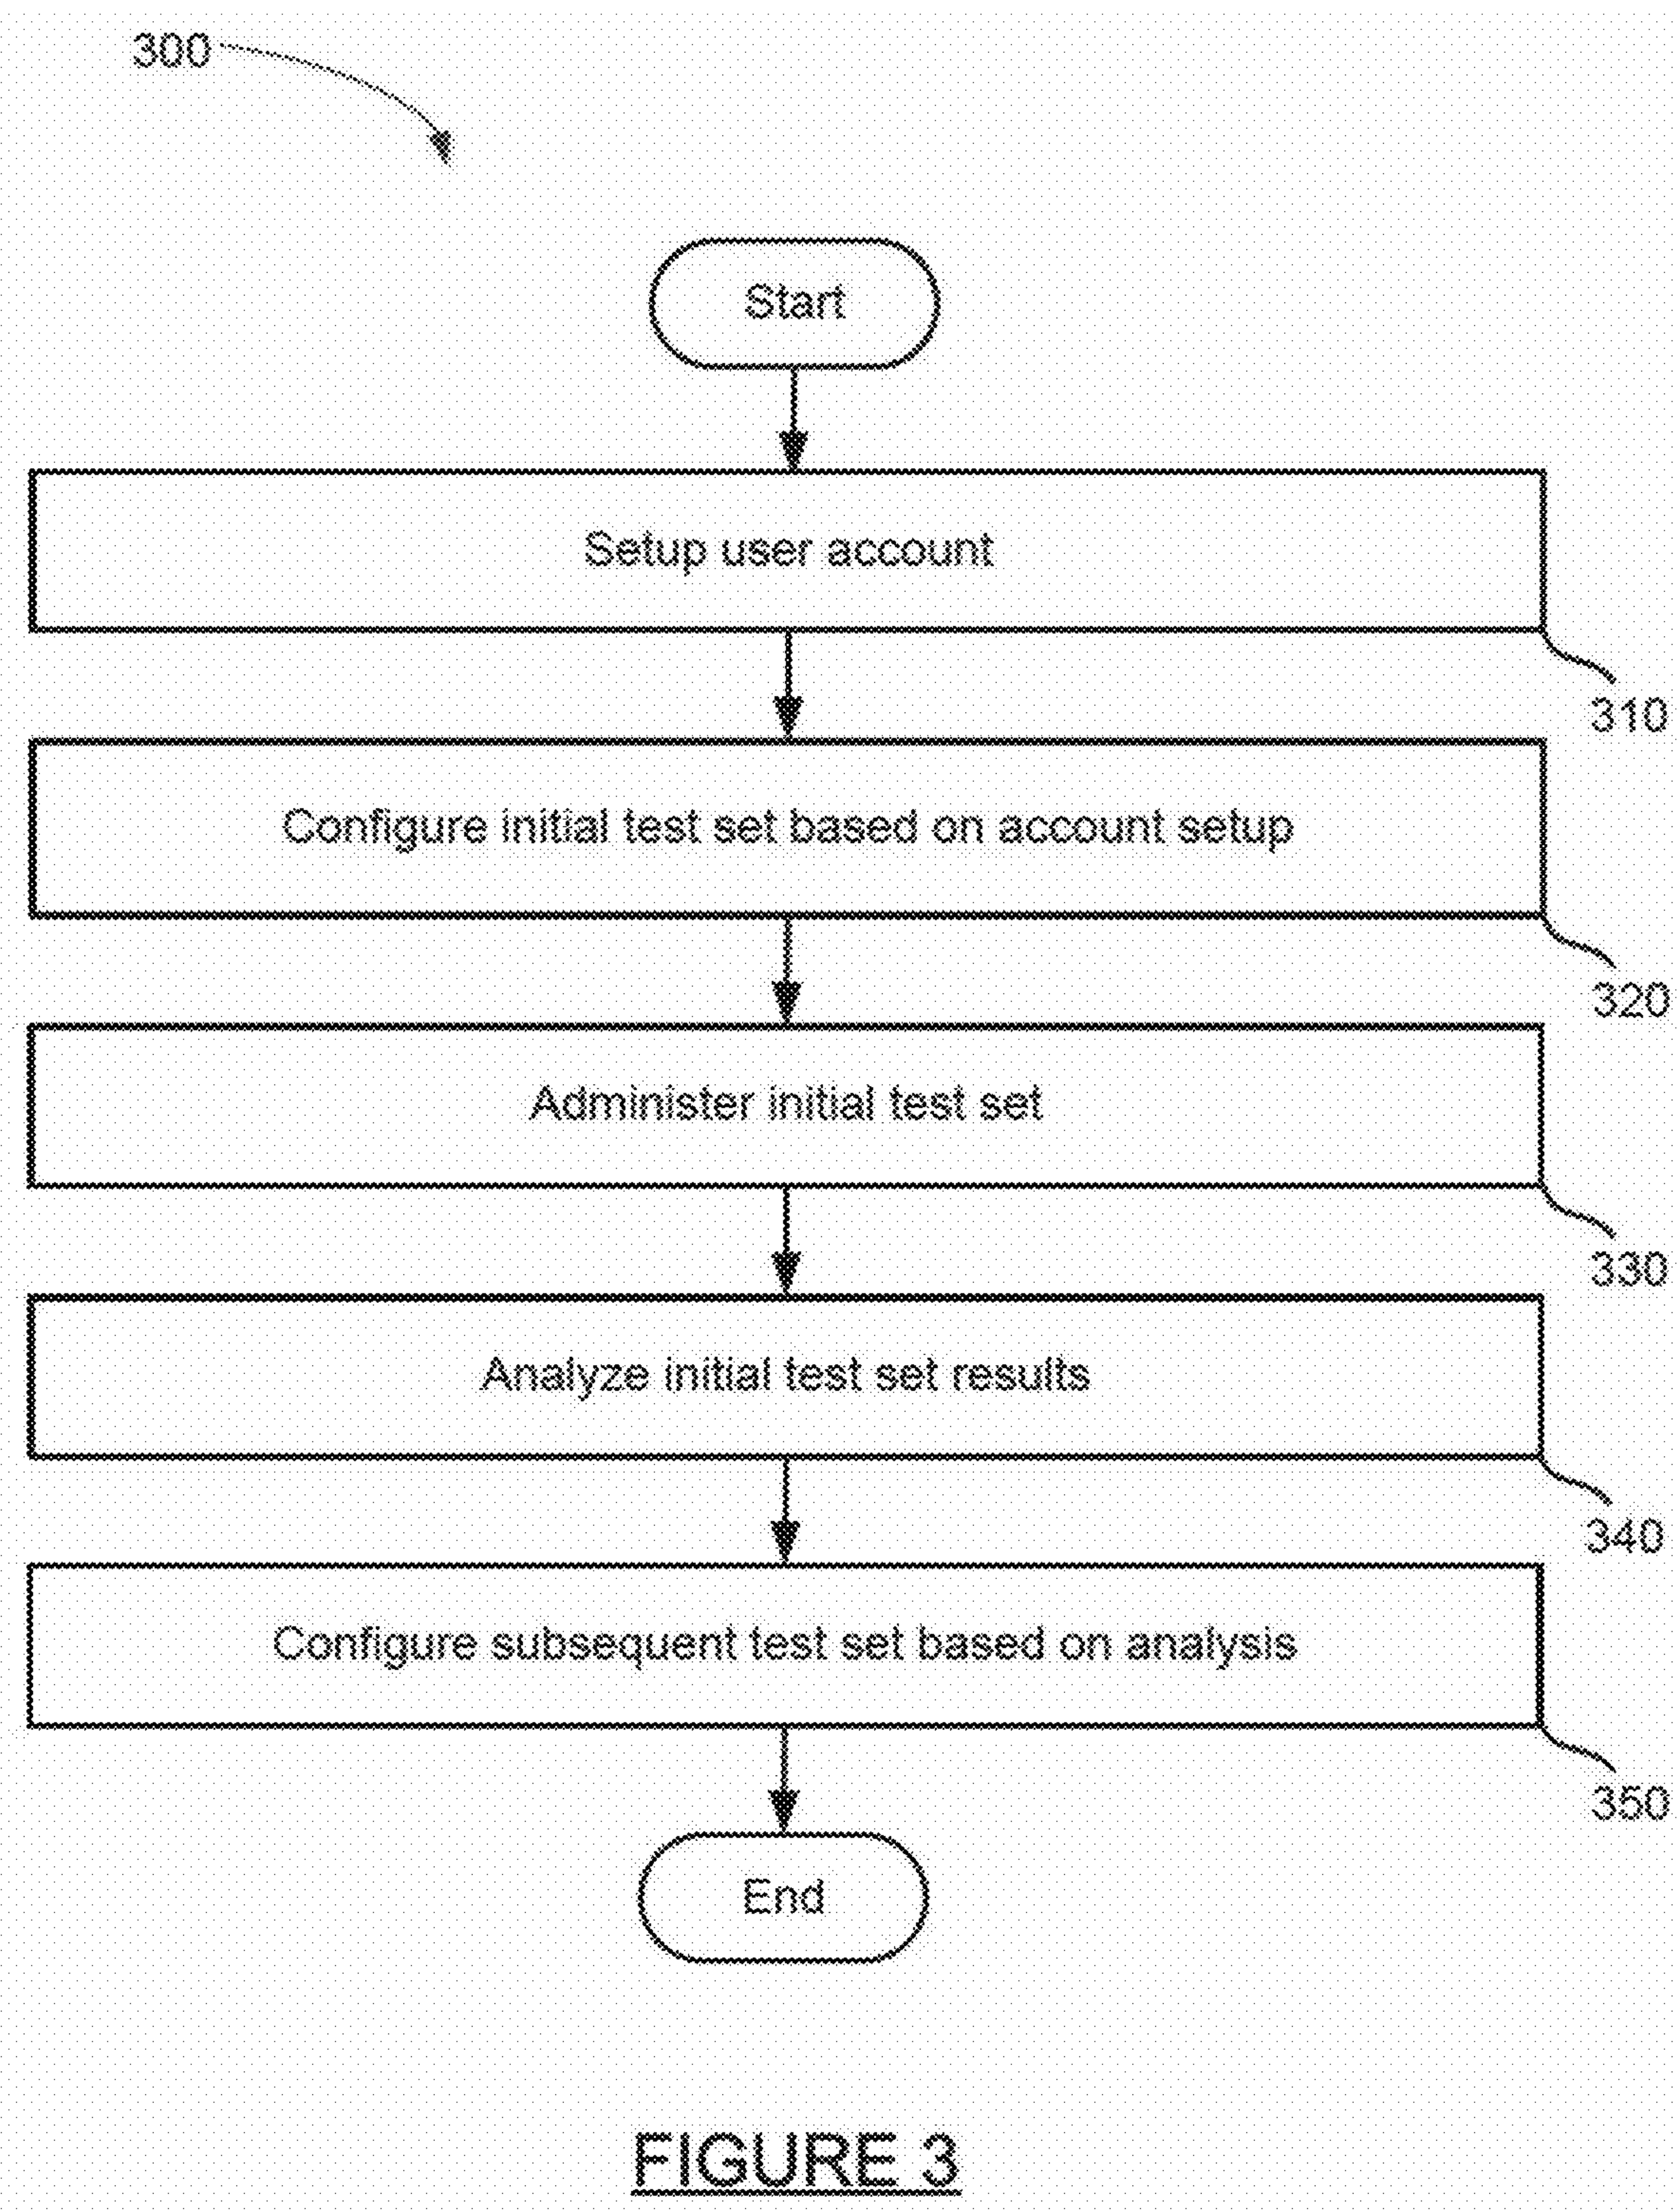 300
Start
Setup user account
310
Configure initial test set based on account setup
320
Administer initial test set
330
Analyze initial test set results
340
Configure subsequent test set based on analysis
350
End
FIGURE 3